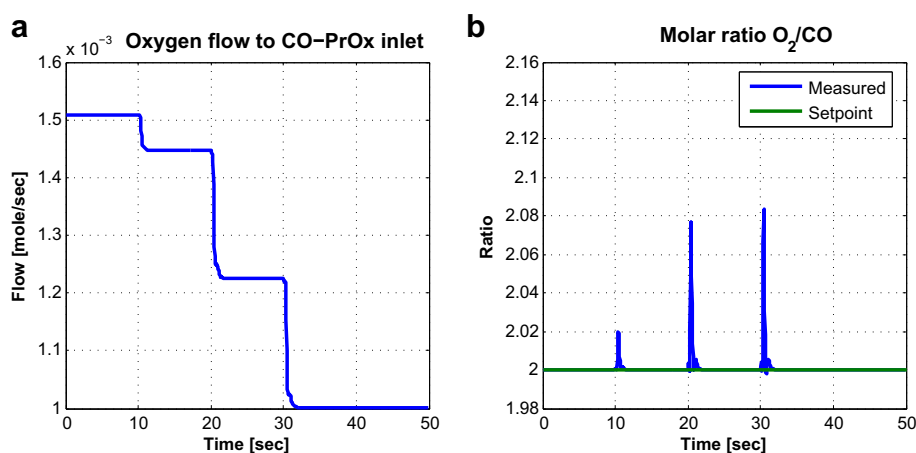 a
1.6 x 10⁻³
Oxygen flow to CO−PrOx inlet
1.5
1.4
1.3
1.2
1.1
1
0 10 20 30 40 50
Flow [mole/sec]
Time [sec]
b
Molar ratio O₂/CO
2.16
2.14
2.12
2.1
2.08
2.06
2.04
2.02
2
1.98
0 10 20 30 40 50
Ratio
Time [sec]
Measured
Setpoint